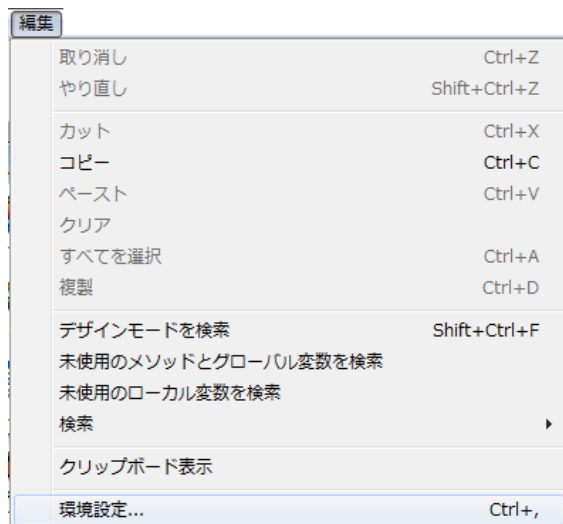 編集
取り消し Ctrl+Z
やり直し Shift+Ctrl+Z
カット Ctrl+X
コピー Ctrl+C
ペースト Ctrl+V
クリア
すべてを選択 Ctrl+A
複製 Ctrl+D
デザインモードを検索 Shift+Ctrl+F
未使用のメソッドとグローバル変数を検索
未使用のローカル変数を検索
検索
クリップボード表示
環境設定... Ctrl+,